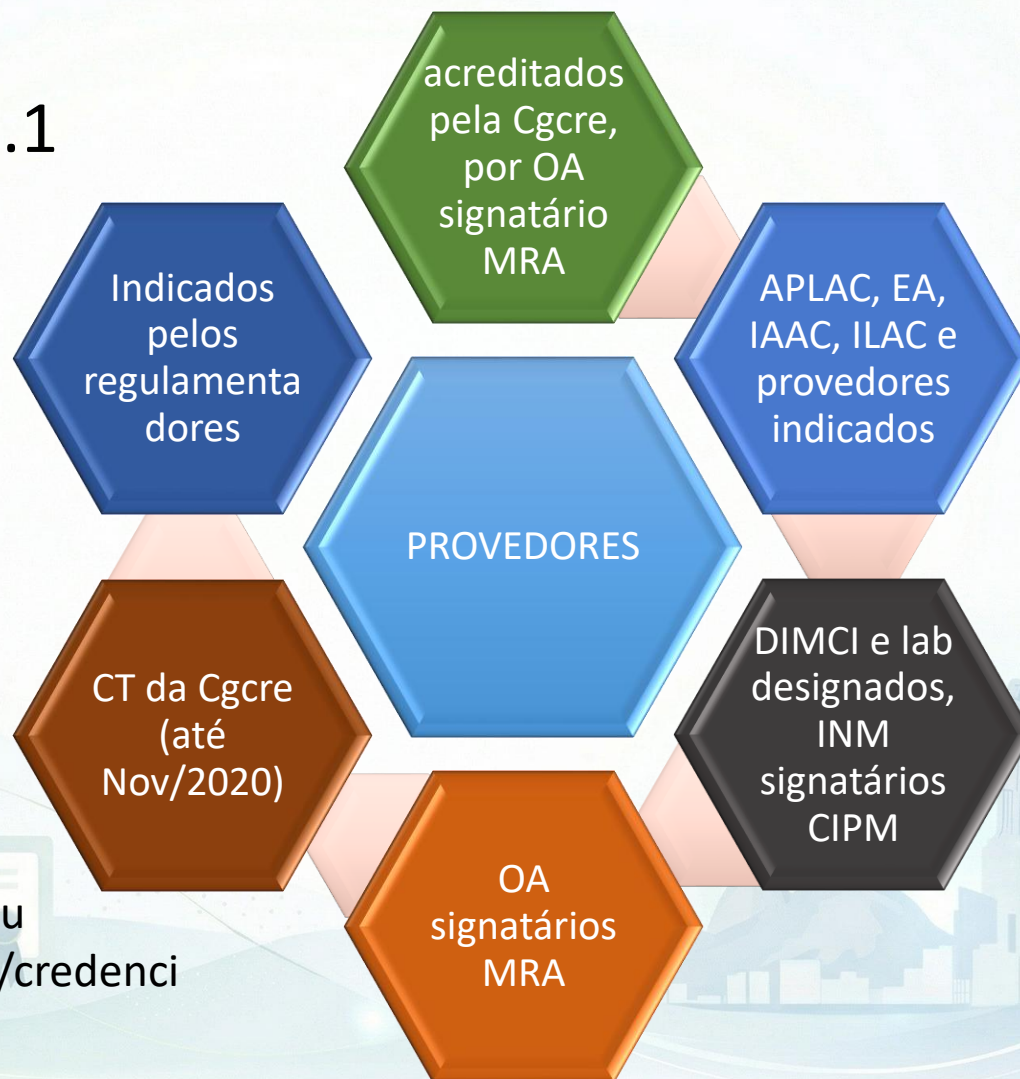 .1
acreditados
pela Cgcre,
por OA
signatário
MRA
APLAC, EA,
IAAC, ILAC e
provedores
indicados
DIMCI e lab
designados,
INM
signatários
CIPM
OA
signatários
MRA
CT da Cgcre
(até
Nov/2020)
Indicados
pelos
regulamenta
dores
PROVEDORES
u
/credenci